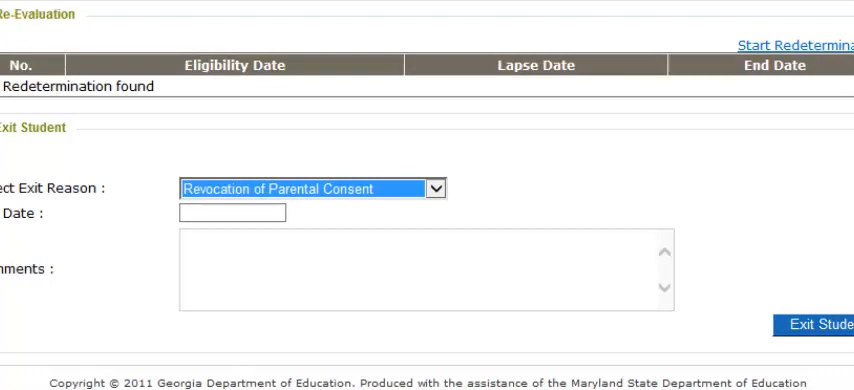 Re-Evaluation
Start Redetermina
No. Eligibility Date Lapse Date End Date
Redetermination found
Exit Student
ect Exit Reason : Revocation of Parental Consent
Date :
nments :
Exit Stude
Copyright © 2011 Georgia Department of Education. Produced with the assistance of the Maryland State Department of Education